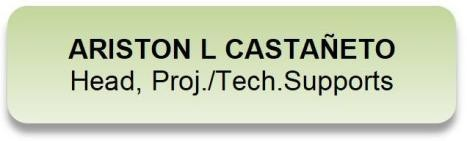 ARISTON L CASTAÑETO
Head, Proj./Tech.Supports